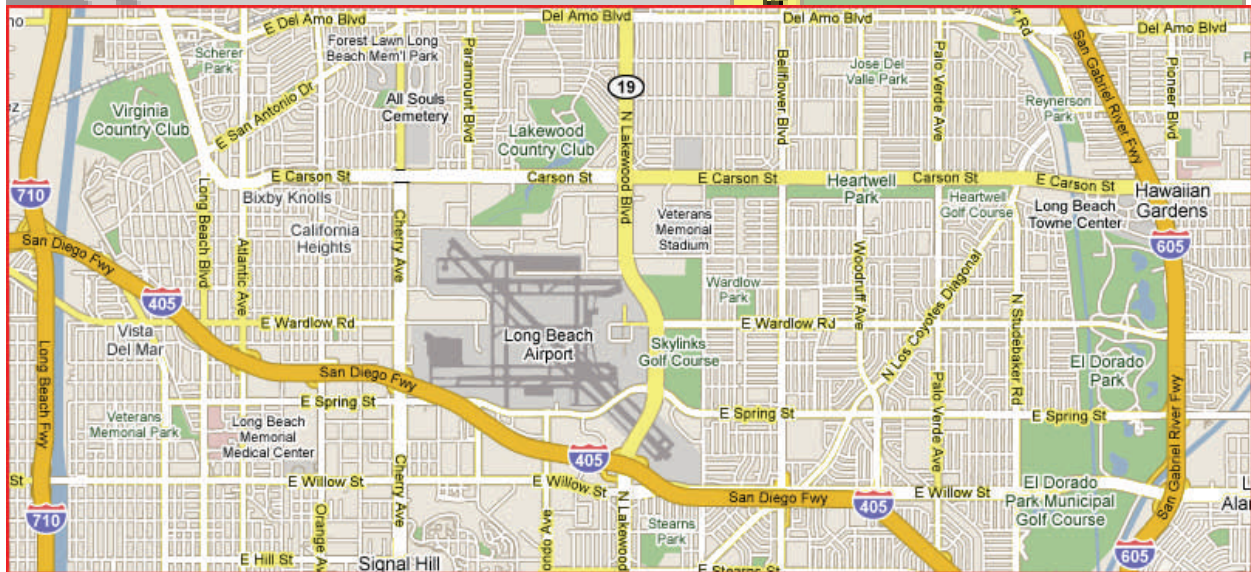 E Del Amo Blvd
Del Amo Blvd
Del Amo Blvd
Del Amo Blvd
Scherer
Park
Forest Lawn Long
Beach Mem'l Park
Paramount Blvd
19
Bellflower Blvd
Jose Del
Valle Park
Palo Verde Ave
San Gabriel River Fwy
Pioneer Blvd
Virginia
Country Club
E San Antonio Dr
All Souls
Cemetery
Lakewood
Country Club
N Lakewood Blvd
Reynerson
Park
710
E Carson St
Carson St
E Carson St
Heartwell
Park
Carson St
E Carson St
Hawaiian
Gardens
Bixby Knolls
California
Heights
Long Beach Blvd
Atlantic Ave
Cherry Ave
Veterans
Memorial
Stadium
Heartwell
Golf Course
Long Beach
Towne Center
San Diego Fwy
405
605
Woodruff Ave
N Los Coyotes Diagonal
N Studebaker Rd
Wardlow
Park
E Wardlow Rd
E Wardlow Rd
Vista
Del Mar
Long Beach
Airport
Skylinks
Golf Course
El Dorado
Park
Long Beach Fwy
San Diego Fwy
E Spring St
E Spring St
E Spring St
Palo Verde Ave
San Gabriel River Fwy
Veterans
Memorial Park
Long Beach
Memorial
Medical Center
Cherry Ave
405
St
E Willow St
E Willow St
San Diego Fwy
405
E Willow St
El Dorado
Park Municipal
Golf Course
710
Orange Av
ondo Ave
N Lakewood
Stearns
Park
E Hill St
Signal Hill
E Stearns St
605